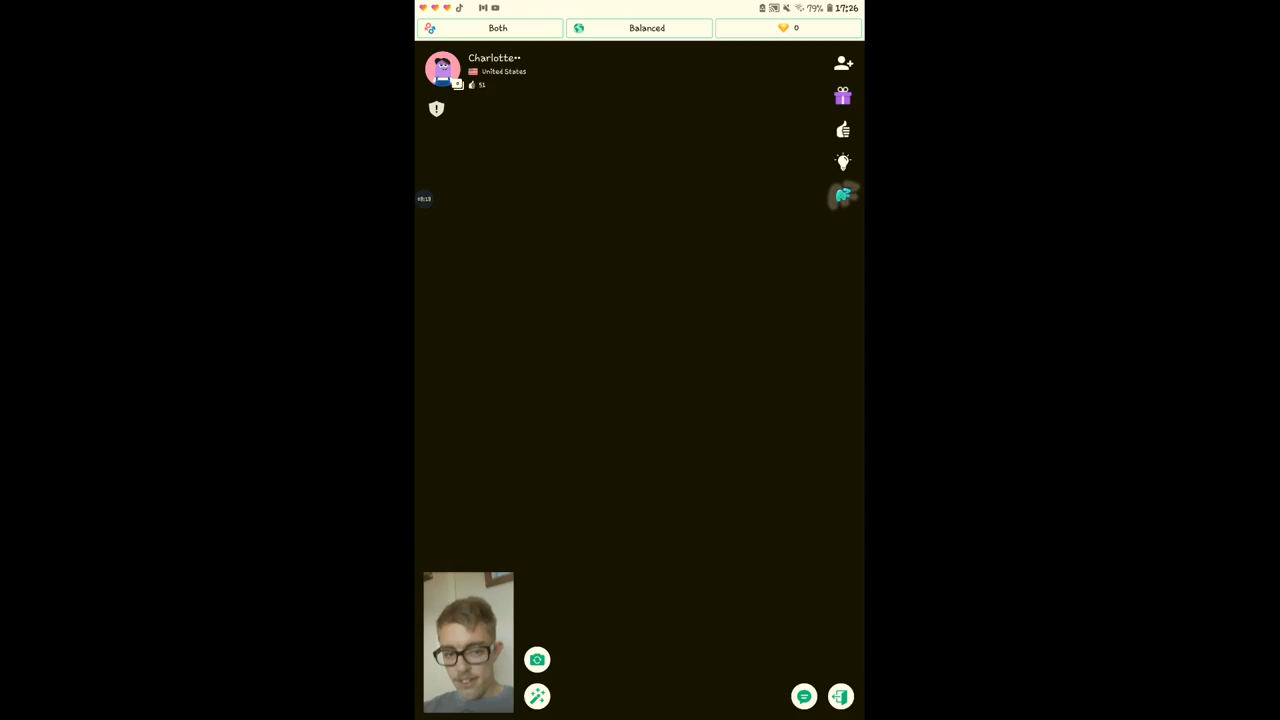 79% 17:26
Both
Balanced
0
Charlotte••
United States
51